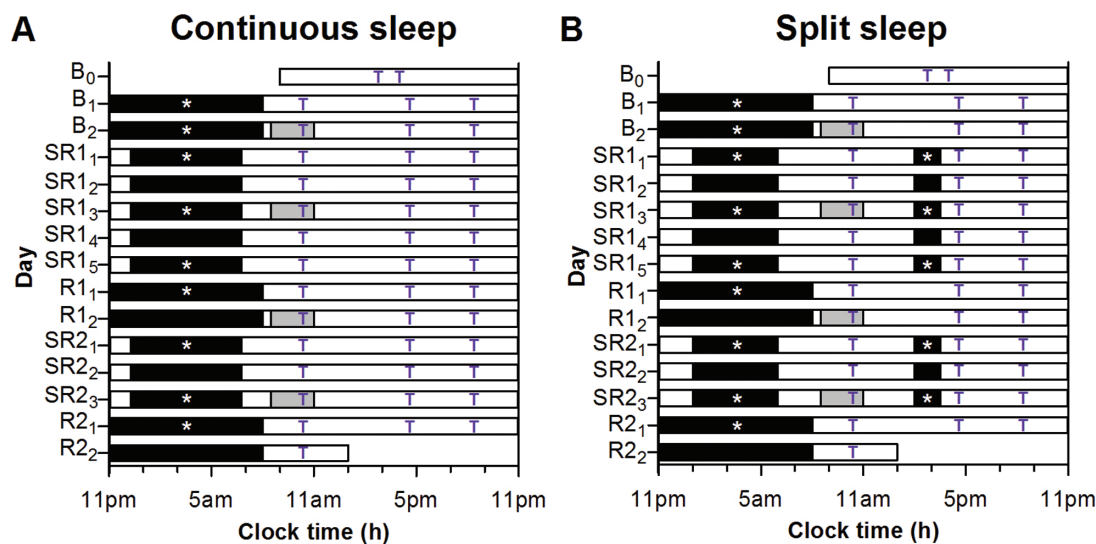 A Continuous sleep
B₀ T T
B₁ * T T T
B₂ * T T T
SR1₁ * T T T
SR1₂ T T T
SR1₃ * T T T
SR1₄ T T T
SR1₅ * T T T
R1₁ * T T T
R1₂ T T T
SR2₁ * T T T
SR2₂ T T T
SR2₃ * T T T
R2₁ * T T T
R2₂ T
Day
11pm 5am 11am 5pm 11pm
Clock time (h)
B Split sleep
B₀ T T
B₁ * T T T
B₂ * T T T
SR1₁ * T * T T
SR1₂ T T T
SR1₃ * T * T T
SR1₄ T T T
SR1₅ * T * T T
R1₁ * T T T
R1₂ T T T
SR2₁ * T * T T
SR2₂ T T T
SR2₃ * T * T T
R2₁ * T T T
R2₂ T
Day
11pm 5am 11am 5pm 11pm
Clock time (h)